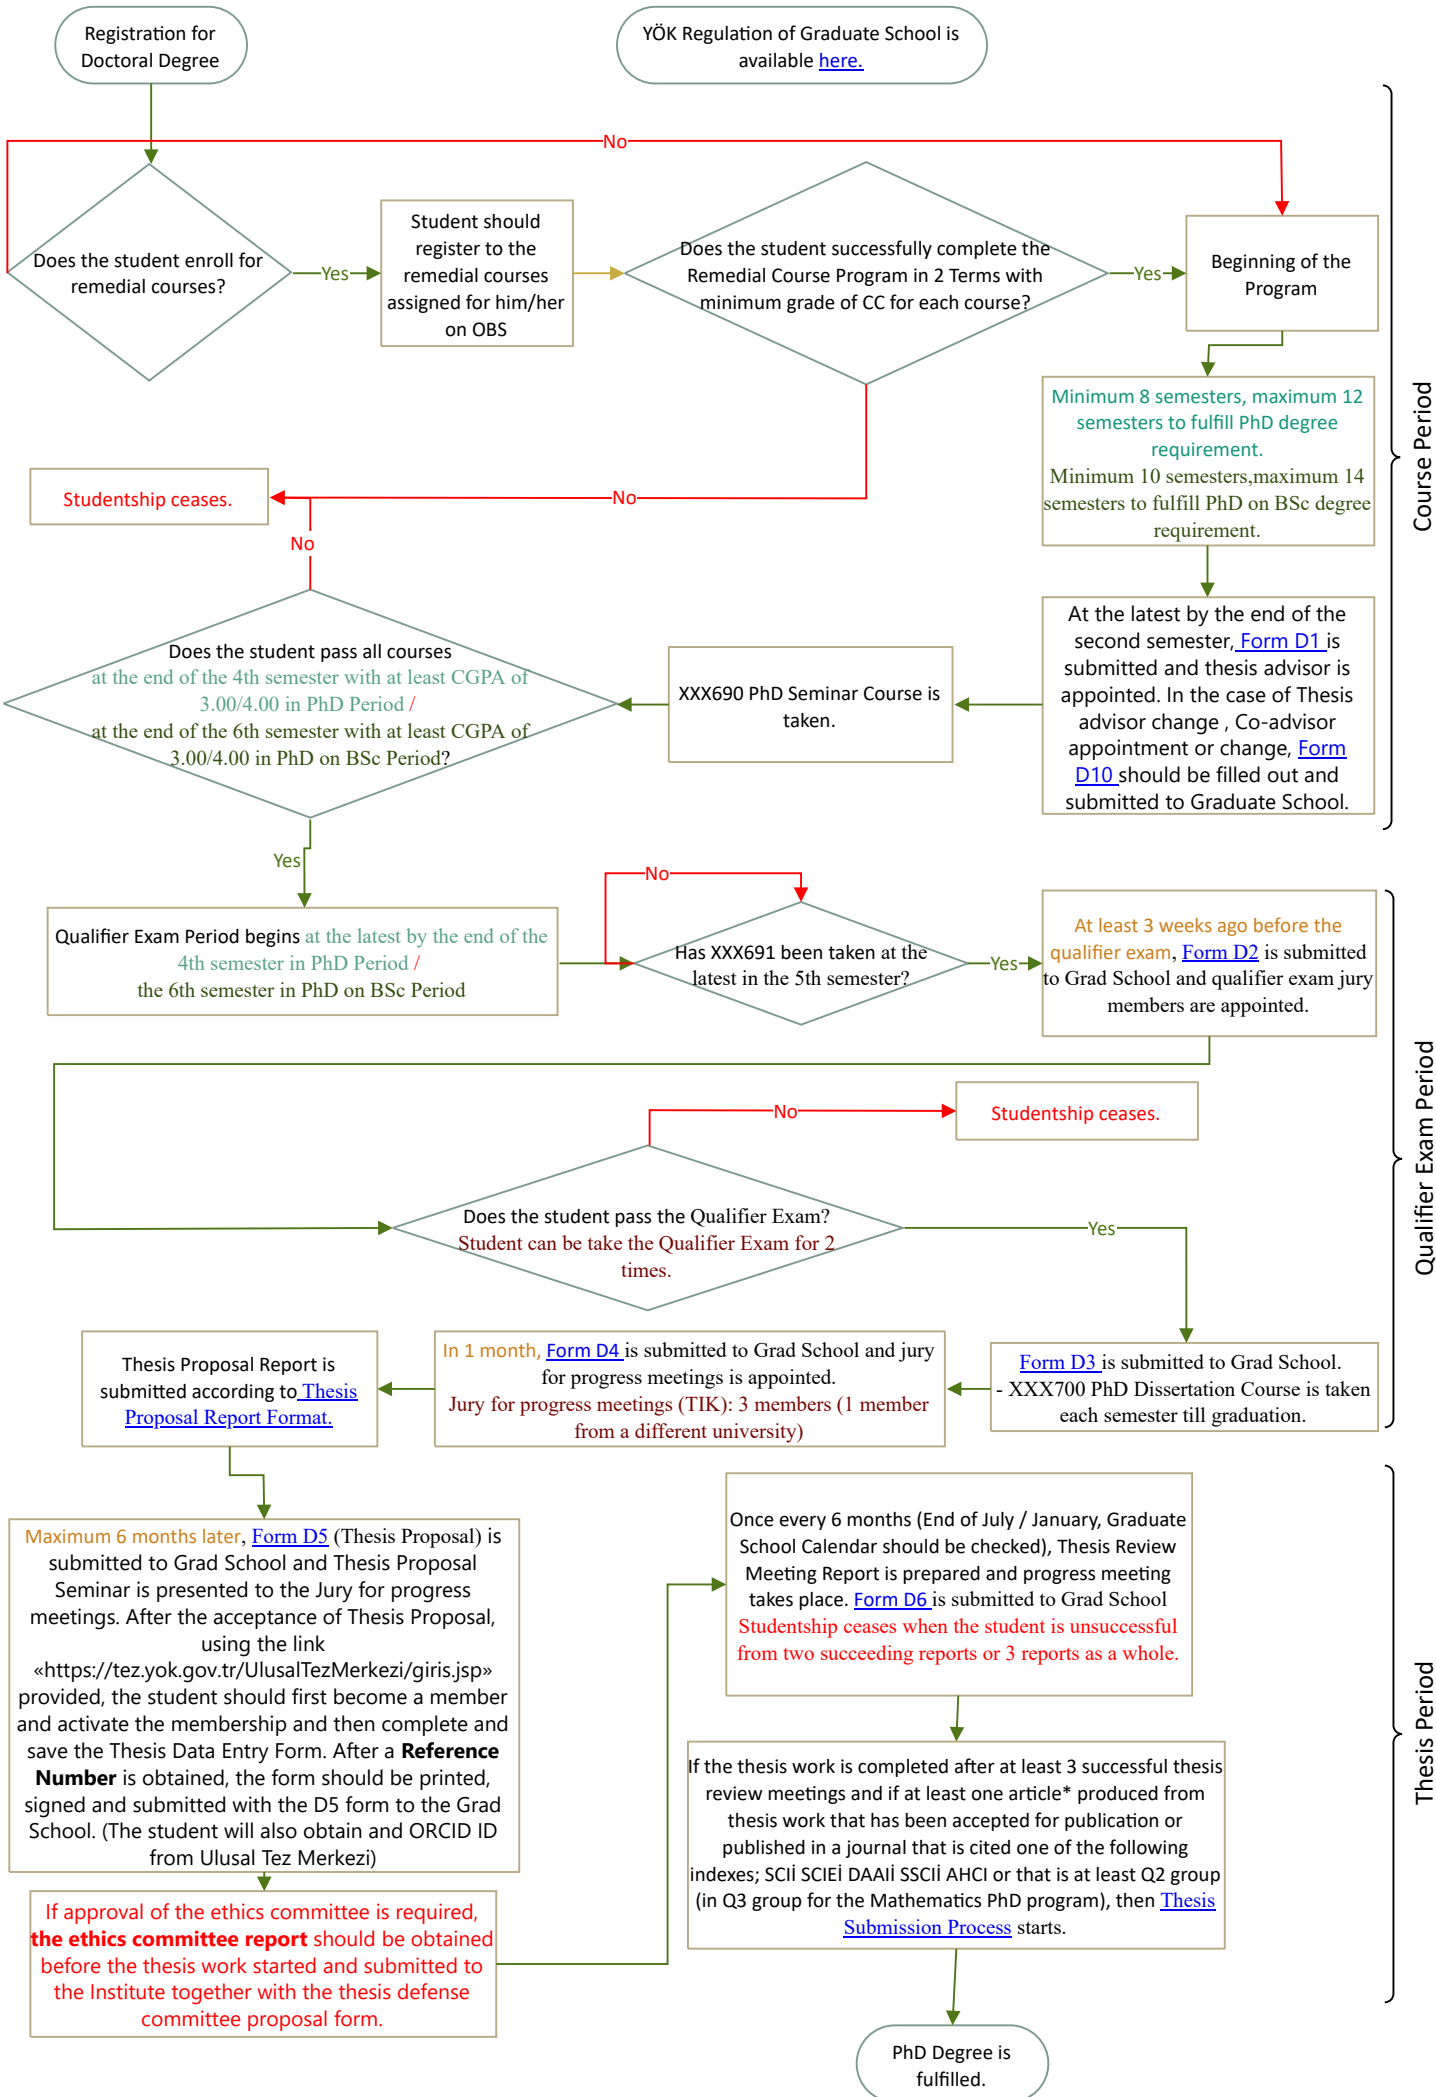 Registration for
Doctoral Degree
YÖK Regulation of Graduate School is
available here.
No
Does the student enroll for
remedial courses?
Yes
Student should
register to the
remedial courses
assigned for him/her
on OBS
Does the student successfully complete the
Remedial Course Program in 2 Terms with
minimum grade of CC for each course?
Yes
Beginning of the
Program
Minimum 8 semesters, maximum 12
semesters to fulfill PhD degree
requirement.
Minimum 10 semesters,maximum 14
semesters to fulfill PhD on BSc degree
requirement.
Course Period
Studentship ceases.
No
No
At the latest by the end of the
second semester, Form D1 is
submitted and thesis advisor is
appointed. In the case of Thesis
advisor change , Co-advisor
appointment or change, Form
D10 should be filled out and
submitted to Graduate School.
XXX690 PhD Seminar Course is
taken.
Does the student pass all courses
at the end of the 4th semester with at least CGPA of
3.00/4.00 in PhD Period /
at the end of the 6th semester with at least CGPA of
3.00/4.00 in PhD on BSc Period?
Yes
Qualifier Exam Period begins at the latest by the end of the
4th semester in PhD Period /
the 6th semester in PhD on BSc Period
No
Has XXX691 been taken at the
latest in the 5th semester?
Yes
At least 3 weeks ago before the
qualifier exam, Form D2 is submitted
to Grad School and qualifier exam jury
members are appointed.
Qualifier Exam Period
No
Studentship ceases.
Does the student pass the Qualifier Exam?
Student can be take the Qualifier Exam for 2
times.
Yes
Form D3 is submitted to Grad School.
- XXX700 PhD Dissertation Course is taken
each semester till graduation.
In 1 month, Form D4 is submitted to Grad School and jury
for progress meetings is appointed.
Jury for progress meetings (TIK): 3 members (1 member
from a different university)
Thesis Proposal Report is
submitted according to Thesis
Proposal Report Format.
Maximum 6 months later, Form D5 (Thesis Proposal) is
submitted to Grad School and Thesis Proposal
Seminar is presented to the Jury for progress
meetings. After the acceptance of Thesis Proposal,
using the link
«https://tez.yok.gov.tr/UlusalTezMerkezi/giris.jsp»
provided, the student should first become a member
and activate the membership and then complete and
save the Thesis Data Entry Form. After a Reference
Number is obtained, the form should be printed,
signed and submitted with the D5 form to the Grad
School. (The student will also obtain and ORCID ID
from Ulusal Tez Merkezi)
If approval of the ethics committee is required,
the ethics committee report should be obtained
before the thesis work started and submitted to
the Institute together with the thesis defense
committee proposal form.
Once every 6 months (End of July / January, Graduate
School Calendar should be checked), Thesis Review
Meeting Report is prepared and progress meeting
takes place. Form D6 is submitted to Grad School
Studentship ceases when the student is unsuccessful
from two succeeding reports or 3 reports as a whole.
If the thesis work is completed after at least 3 successful thesis
review meetings and if at least one article* produced from
thesis work that has been accepted for publication or
published in a journal that is cited one of the following
indexes; SCIİ SCIEİ DAAIİ SSCIİ AHCI or that is at least Q2 group
(in Q3 group for the Mathematics PhD program), then Thesis
Submission Process starts.
Thesis Period
PhD Degree is
fulfilled.